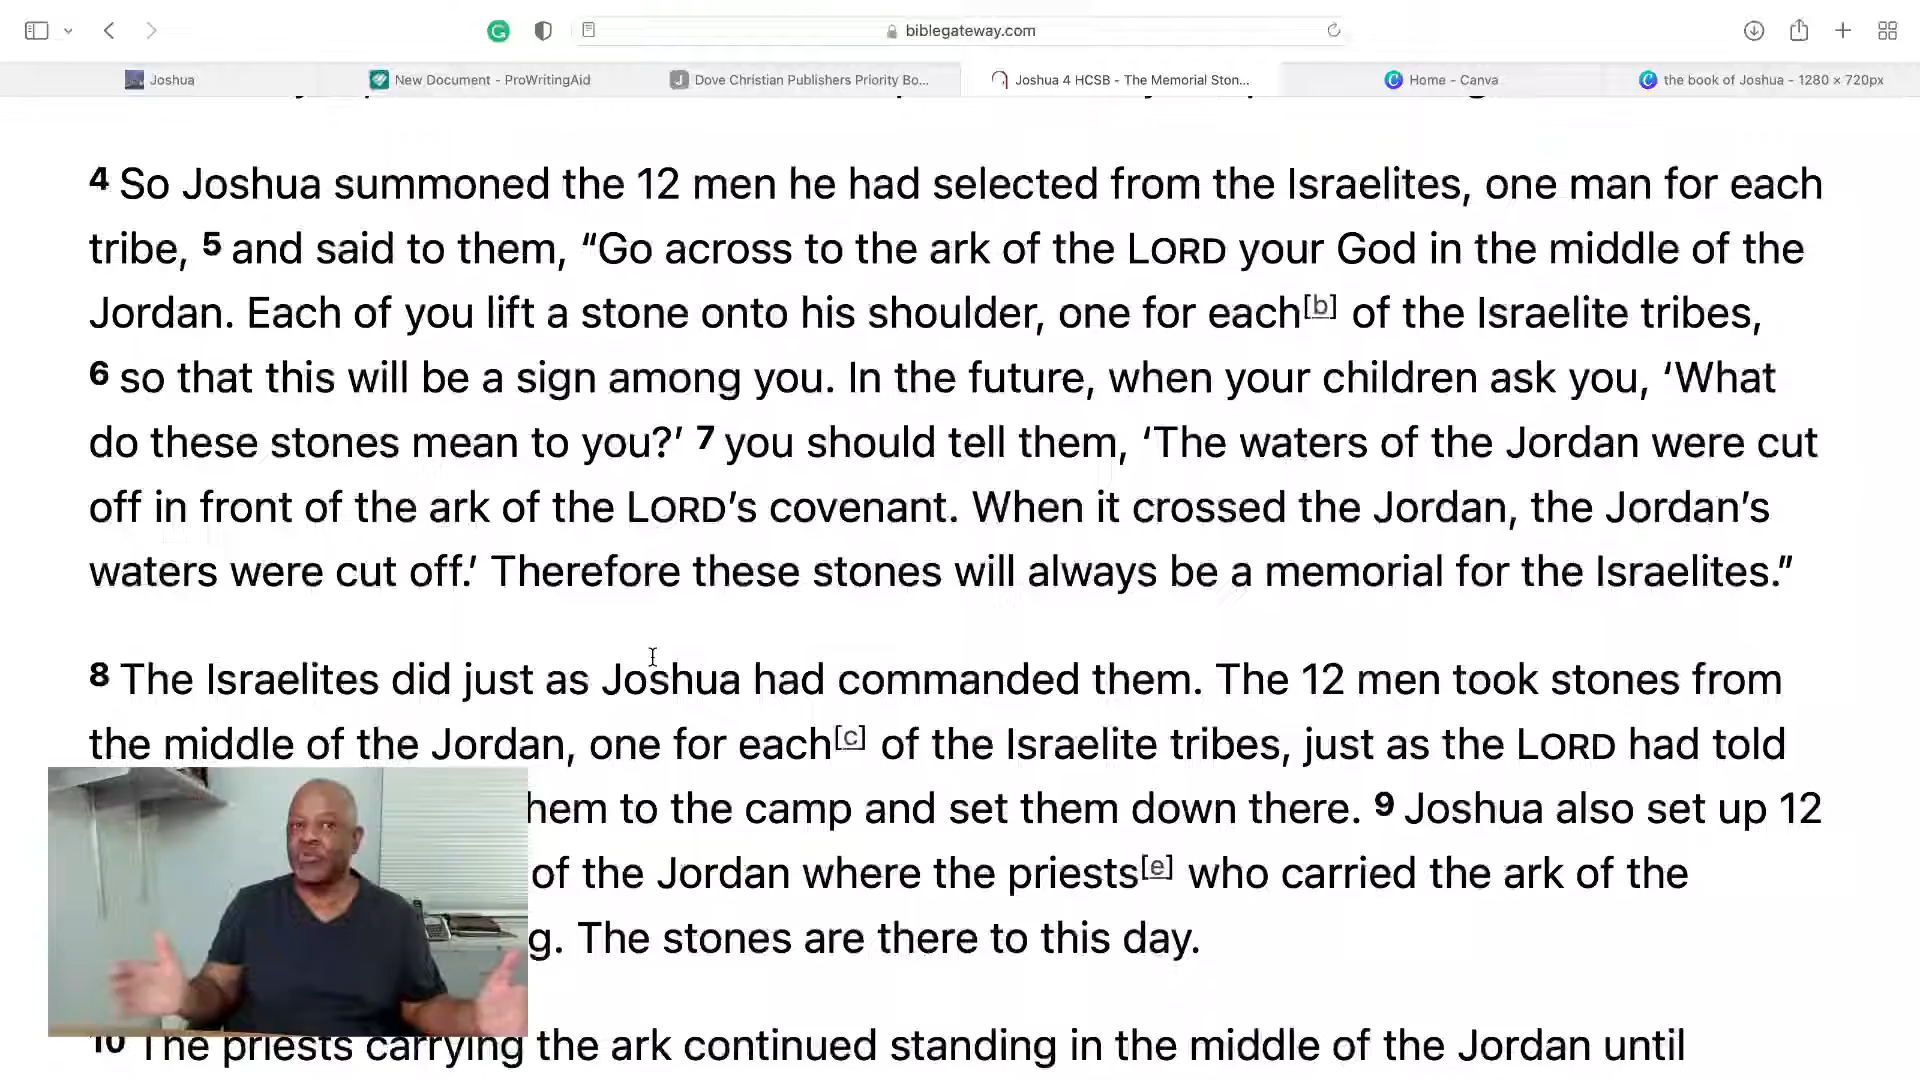 biblegateway.com
Joshua
New Document - ProWritingAid
Dove Christian Publishers Priority Bo...
Joshua 4 HCSB - The Memorial Ston...
Home - Canva
the book of Joshua - 1280 × 720px
4 So Joshua summoned the 12 men he had selected from the Israelites, one man for each
tribe, 5 and said to them, “Go across to the ark of the LORD your God in the middle of the
Jordan. Each of you lift a stone onto his shoulder, one for each[b] of the Israelite tribes,
6 so that this will be a sign among you. In the future, when your children ask you, ‘What
do these stones mean to you?’ 7 you should tell them, ‘The waters of the Jordan were cut
off in front of the ark of the LORD’s covenant. When it crossed the Jordan, the Jordan’s
waters were cut off.’ Therefore these stones will always be a memorial for the Israelites.”
8 The Israelites did just as Joshua had commanded them. The 12 men took stones from
the middle of the Jordan, one for each[c] of the Israelite tribes, just as the LORD had told
hem to the camp and set them down there. 9 Joshua also set up 12
of the Jordan where the priests[e] who carried the ark of the
g. The stones are there to this day.
10 The priests carrying the ark continued standing in the middle of the Jordan until